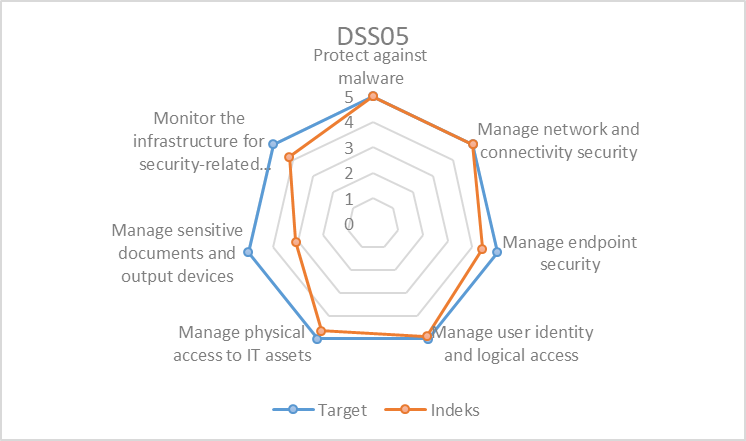 DSS05
Protect against
malware
5
4
3
2
1
0
Manage network and
connectivity security
Manage endpoint
security
Manage user identity
and logical access
Manage physical
access to IT assets
Manage sensitive
documents and
output devices
Monitor the
infrastructure for
security-related...
Target
Indeks